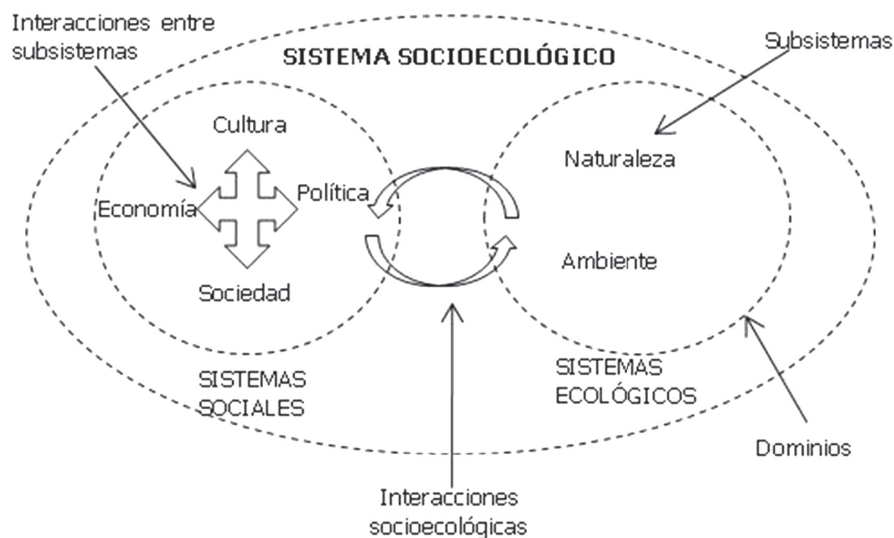 Interacciones entre
subsistemas
SISTEMA SOCIOECOLÓGICO
Subsistemas
Cultura
Naturaleza
Economía
Política
Ambiente
Sociedad
SISTEMAS
SOCIALES
SISTEMAS
ECOLÓGICOS
Dominios
Interacciones
socioecológicas